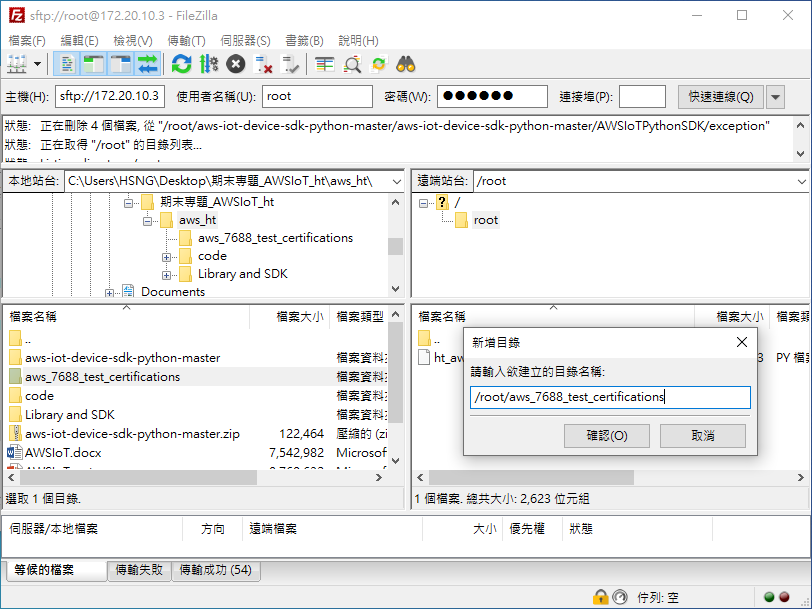 sftp://root@172.20.10.3 - FileZilla
檔案(F) 編輯(E) 檢視(V) 傳輸(T) 伺服器(S) 書籤(B) 說明(H)
主機(H): sftp://172.20.10.3 使用者名稱(U): root 密碼(W): ●●●●●● 連接埠(P): 快速連線(Q)
狀態: 正在刪除 4 個檔案, 從 "/root/aws-iot-device-sdk-python-master/aws-iot-device-sdk-python-master/AWSIoTPythonSDK/exception"
狀態: 正在取得 "/root" 的目錄列表...
本地站台: C:\Users\HSNG\Desktop\期末專題_AWSIoT_ht\aws_ht\
遠端站台: /root
期末專題_AWSIoT_ht
aws_ht
aws_7688_test_certifications
code
Library and SDK
Documents
/
root
檔案名稱 檔案大小 檔案類型
..
aws-iot-device-sdk-python-master 檔案資料
aws_7688_test_certifications 檔案資料
code 檔案資料
Library and SDK 檔案資料
aws-iot-device-sdk-python-master.zip 122,464 壓縮的 (zi
AWSIoT.docx 7,542,982 Microsof
選取 1 個目錄.
檔案名稱 檔案大小 檔案
..
ht_aw 3 PY 檔
新增目錄
請輸入欲建立的目錄名稱:
/root/aws_7688_test_certifications
確認(O) 取消
1 個檔案. 總共大小: 2,623 位元組
伺服器/本地檔案 方向 遠端檔案 大小 優先權 狀態
等候的檔案 傳輸失敗 傳輸成功 (54)
佇列: 空